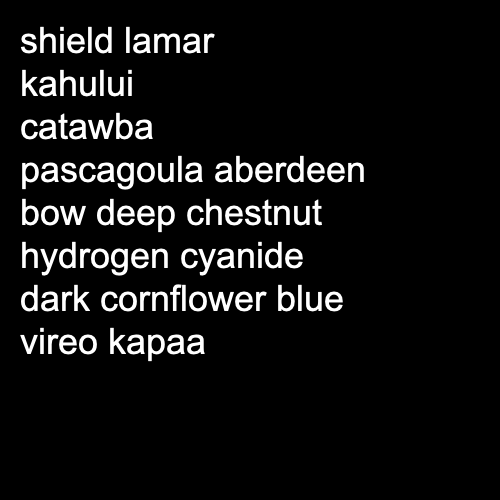 shield lamar
kahului
catawba
pascagoula aberdeen
bow deep chestnut
hydrogen cyanide
dark cornflower blue
vireo kapaa